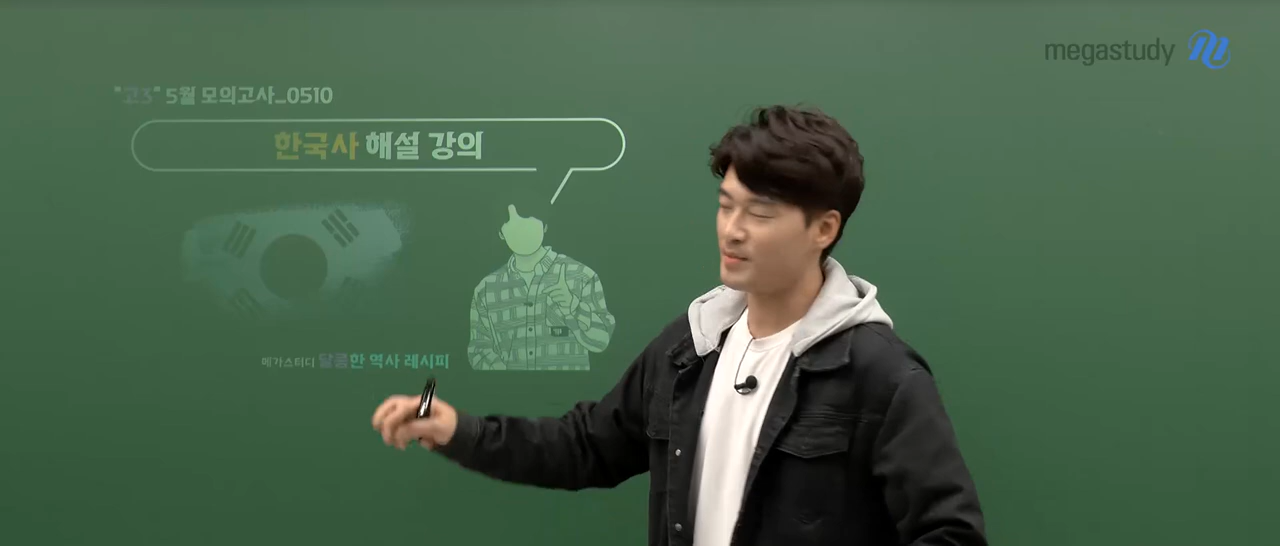 megastudy
"고3" 5월 모의고사_0510
한국사 해설 강의
메가스터디 달콤한 역사 레시피